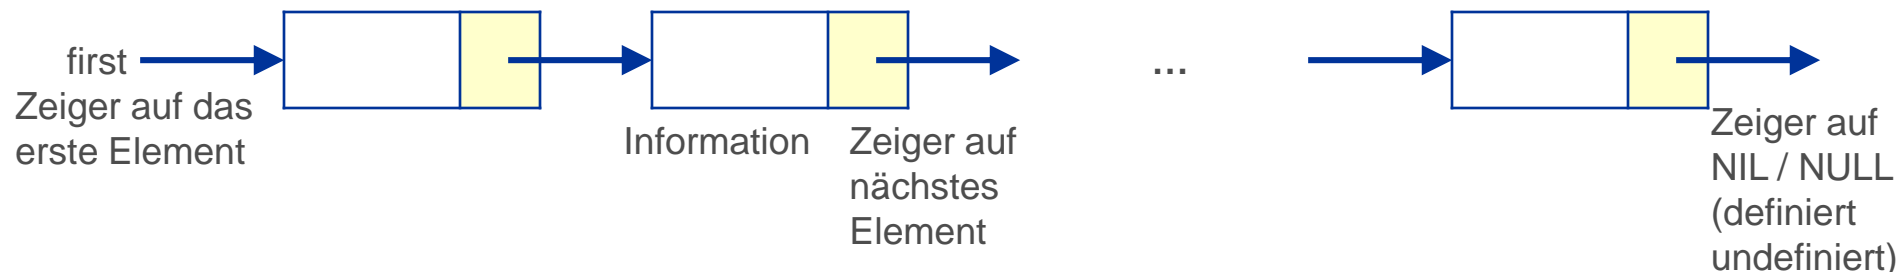 first
Zeiger auf das
erste Element
Information
Zeiger auf
nächstes
Element
...
Zeiger auf
NIL / NULL
(definiert
undefiniert)